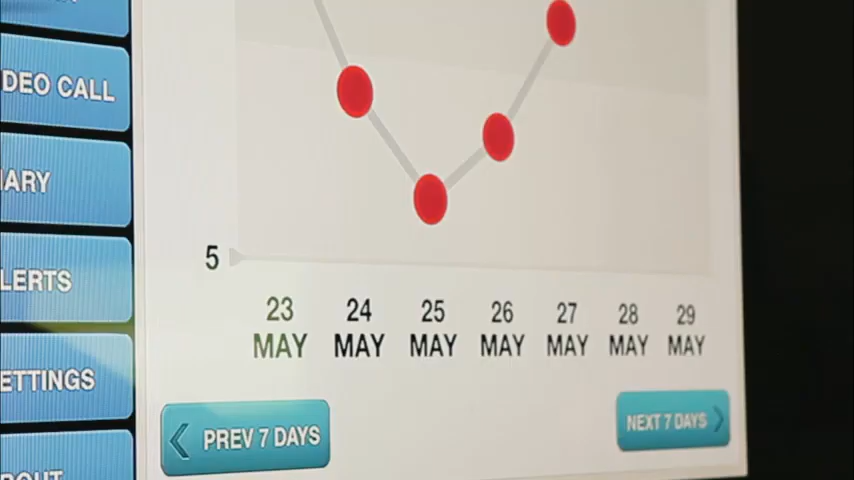 DEO CALL
IARY
LERTS
ETTINGS
5
23 MAY
24 MAY
25 MAY
26 MAY
27 MAY
28 MAY
29 MAY
PREV 7 DAYS
NEXT 7 DAYS